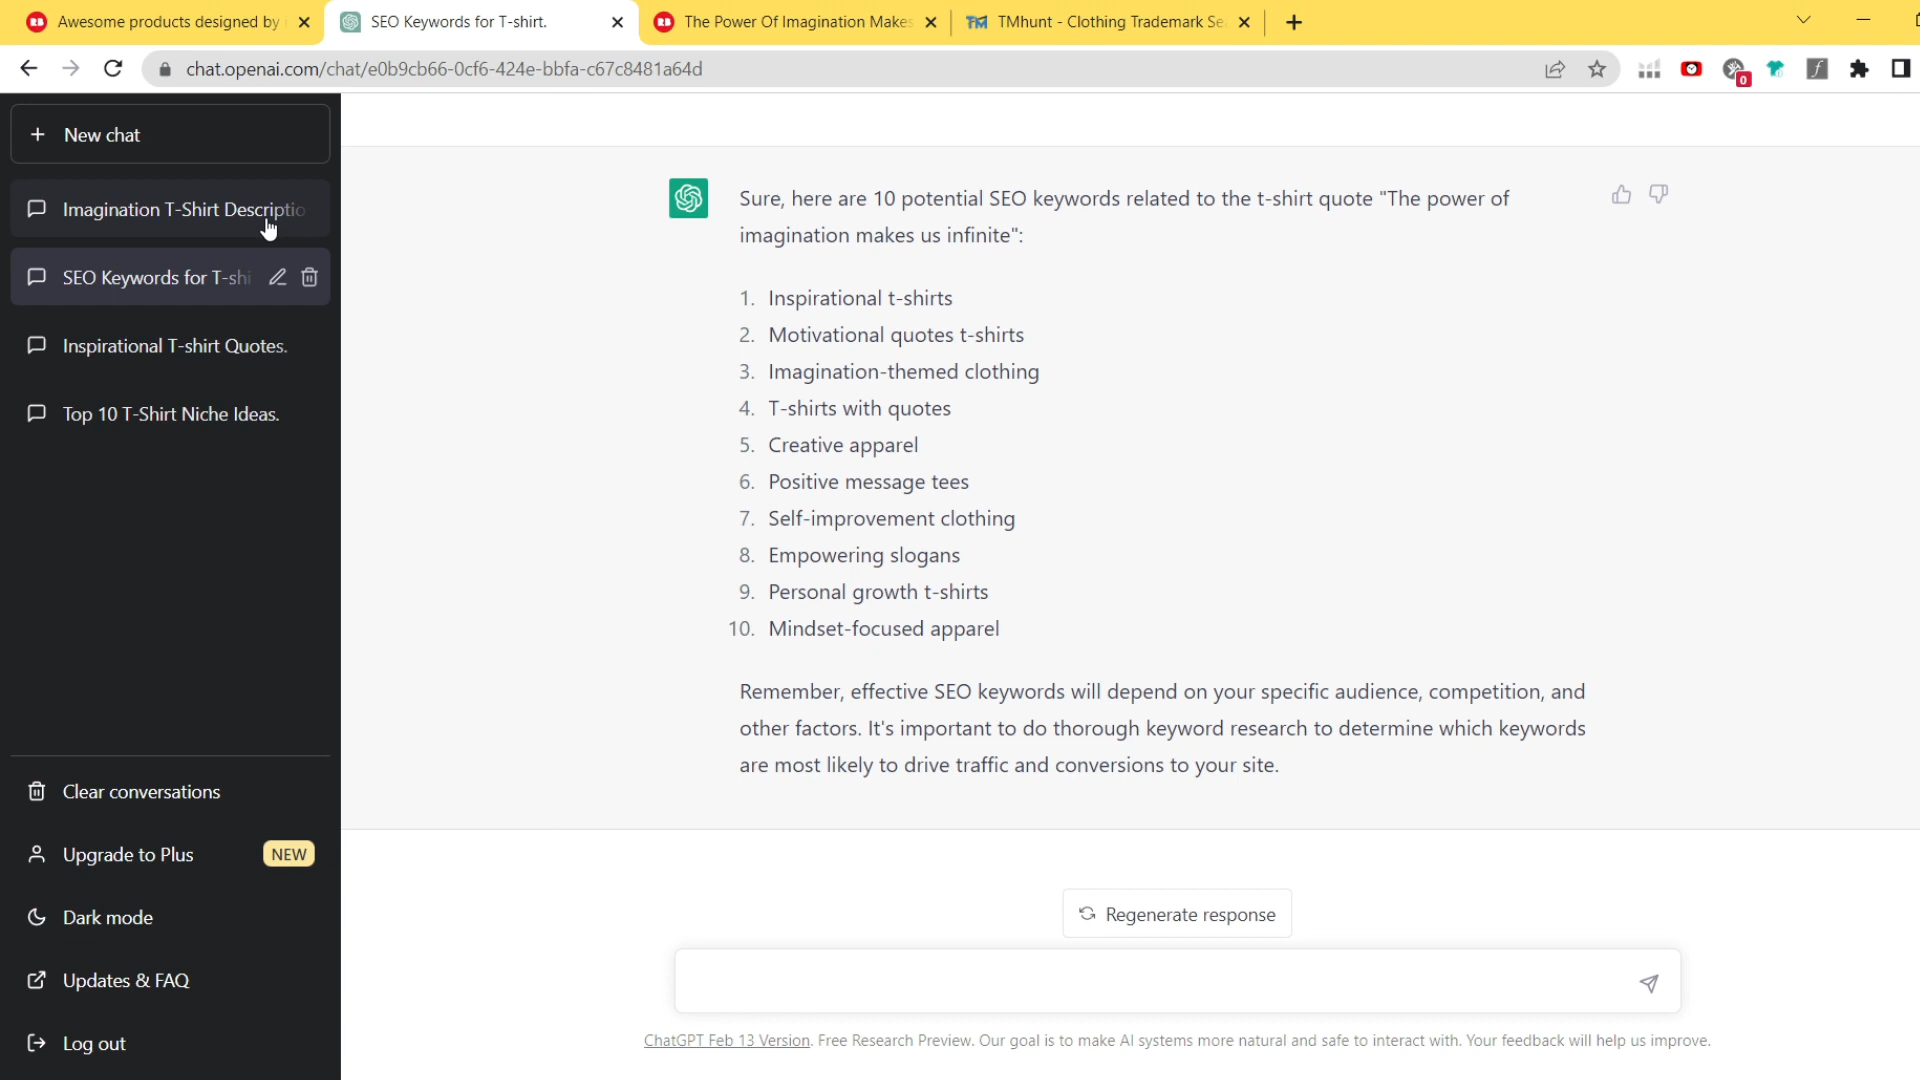 Awesome products designed by
SEO Keywords for T-shirt.
The Power Of Imagination Makes
TM TMhunt - Clothing Trademark Se
chat.openai.com/chat/e0b9cb66-0cf6-424e-bbfa-c67c8481a64d
0
New chat
Imagination T-Shirt Descriptio
SEO Keywords for T-shi
Inspirational T-shirt Quotes.
Top 10 T-Shirt Niche Ideas.
Clear conversations
Upgrade to Plus NEW
Dark mode
Updates & FAQ
Log out
Sure, here are 10 potential SEO keywords related to the t-shirt quote "The power of
imagination makes us infinite":
1. Inspirational t-shirts
2. Motivational quotes t-shirts
3. Imagination-themed clothing
4. T-shirts with quotes
5. Creative apparel
6. Positive message tees
7. Self-improvement clothing
8. Empowering slogans
9. Personal growth t-shirts
10. Mindset-focused apparel
Remember, effective SEO keywords will depend on your specific audience, competition, and
other factors. It's important to do thorough keyword research to determine which keywords
are most likely to drive traffic and conversions to your site.
Regenerate response
ChatGPT Feb 13 Version. Free Research Preview. Our goal is to make AI systems more natural and safe to interact with. Your feedback will help us improve.